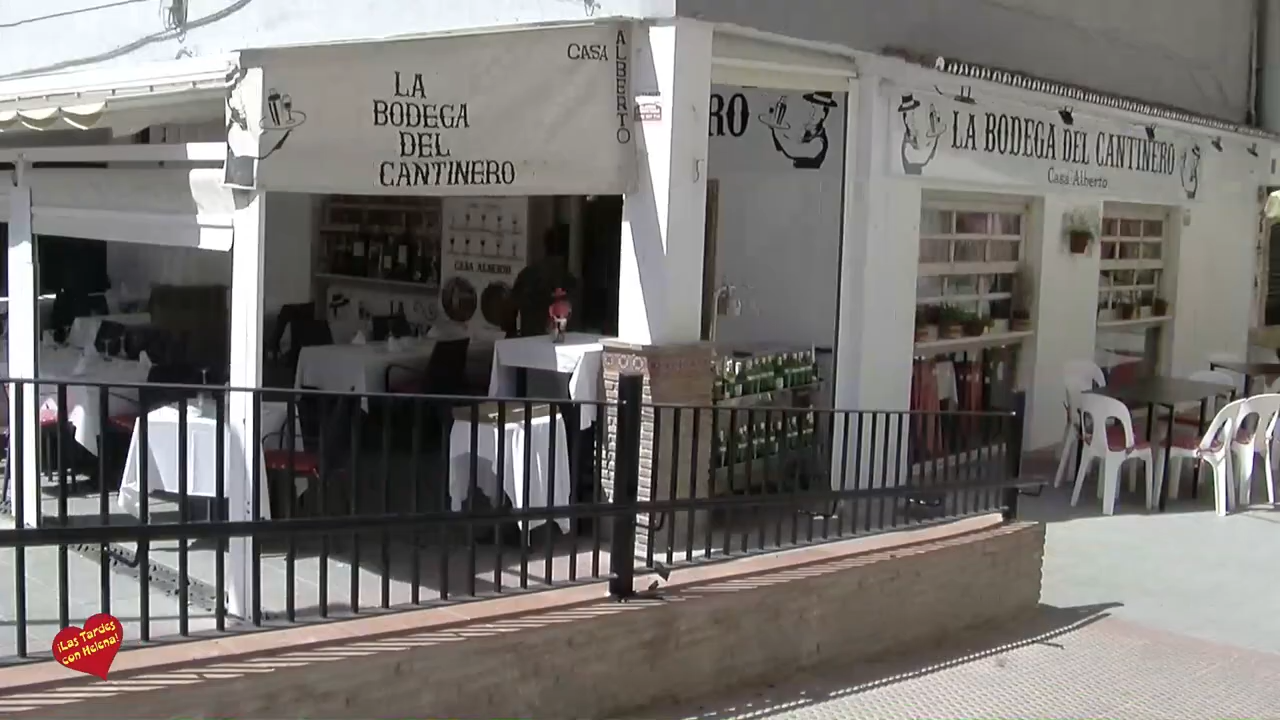 LA
BODEGA
DEL
CANTINERO
CASA
ALBERTO
RO
LA BODEGA DEL CANTINERO
Casa Alberto
CASA ALBERTO
¡Las Tardes
con Helena!